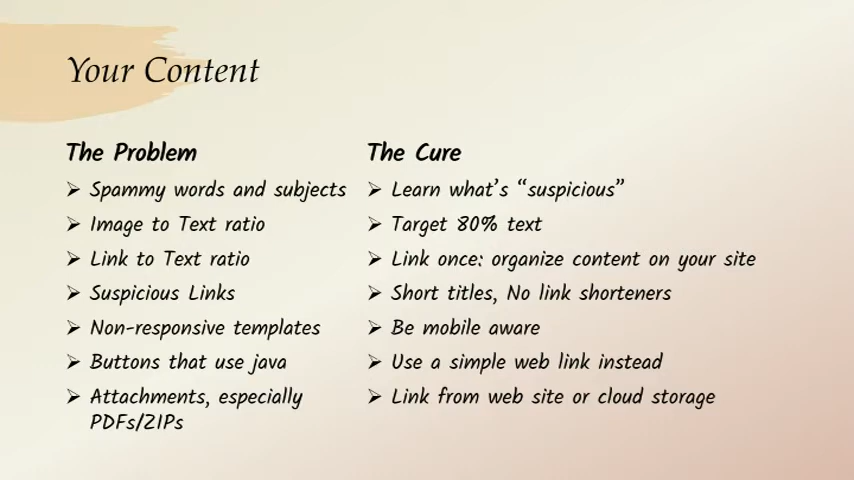 Your Content
The Problem
➢ Spammy words and subjects
➢ Image to Text ratio
➢ Link to Text ratio
➢ Suspicious Links
➢ Non-responsive templates
➢ Buttons that use java
➢ Attachments, especially
PDFs/ZIPs
The Cure
➢ Learn what’s “suspicious”
➢ Target 80% text
➢ Link once: organize content on your site
➢ Short titles, No link shorteners
➢ Be mobile aware
➢ Use a simple web link instead
➢ Link from web site or cloud storage